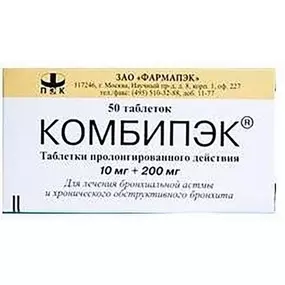 ЗАО "ФАРМАПЭК"
117246, г. Москва, Научный пр-д, д. 8, корп. 1, оф. 227
тел./факс: (495) 510-32-88, доб. 11-77
П К
50 таблеток
КОМБИПЭК®
Таблетки пролонгированного действия
10 мг + 200 мг
Для лечения бронхиальной астмы
и хронического обструктивного бронхита